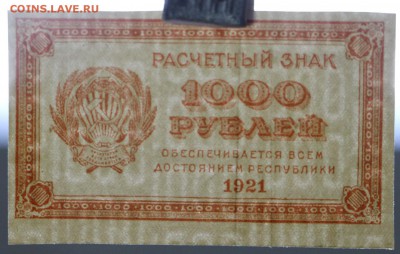 COINS.LAVE.RU
РАСЧЕТНЫЙ ЗНАК
1000
РУБЛЕЙ
ОБЕСПЕЧИВАЕТСЯ ВСЕМ
ДОСТОЯНИЕМ РЕСПУБЛИКИ
1921